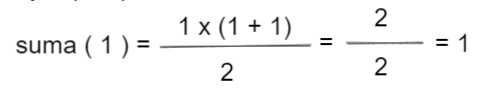 suma ( 1 ) = 1 x (1 + 1) / 2 = 2 / 2 = 1